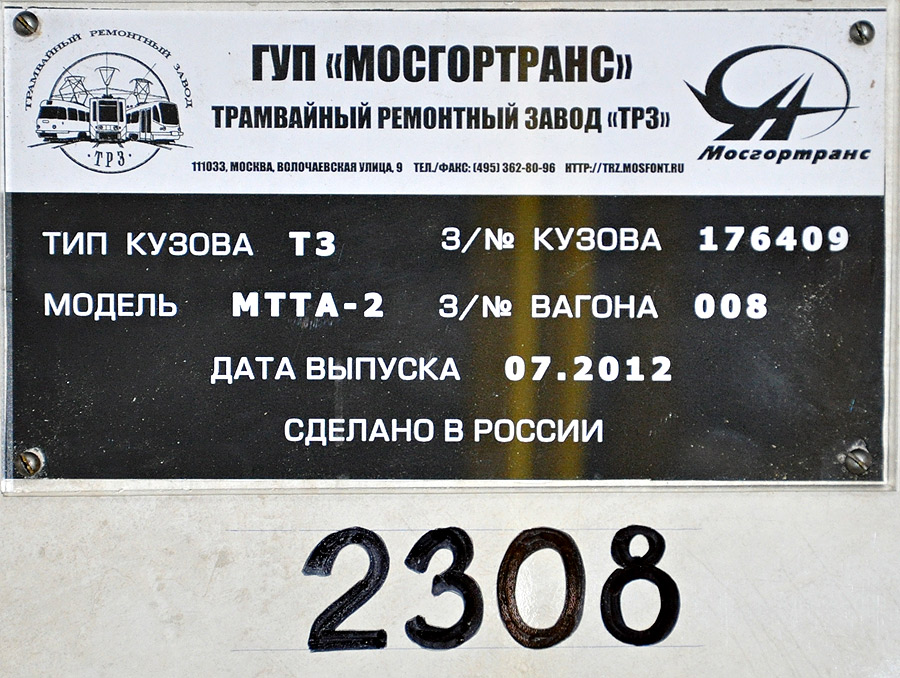 ТРАМВАЙНЫЙ РЕМОНТНЫЙ ЗАВОД
· ТРЗ ·
ГУП «МОСГОРТРАНС»
ТРАМВАЙНЫЙ РЕМОНТНЫЙ ЗАВОД «ТРЗ»
111033, МОСКВА, ВОЛОЧАЕВСКАЯ УЛИЦА, 9 ТЕЛ./ФАКС: (495) 362-80-96 HTTP://TRZ.MOSFONT.RU
Мосгортранс
ТИП КУЗОВА Т3 З/№ КУЗОВА 176409
МОДЕЛЬ МТТА-2 З/№ ВАГОНА 008
ДАТА ВЫПУСКА 07.2012
СДЕЛАНО В РОССИИ
2308